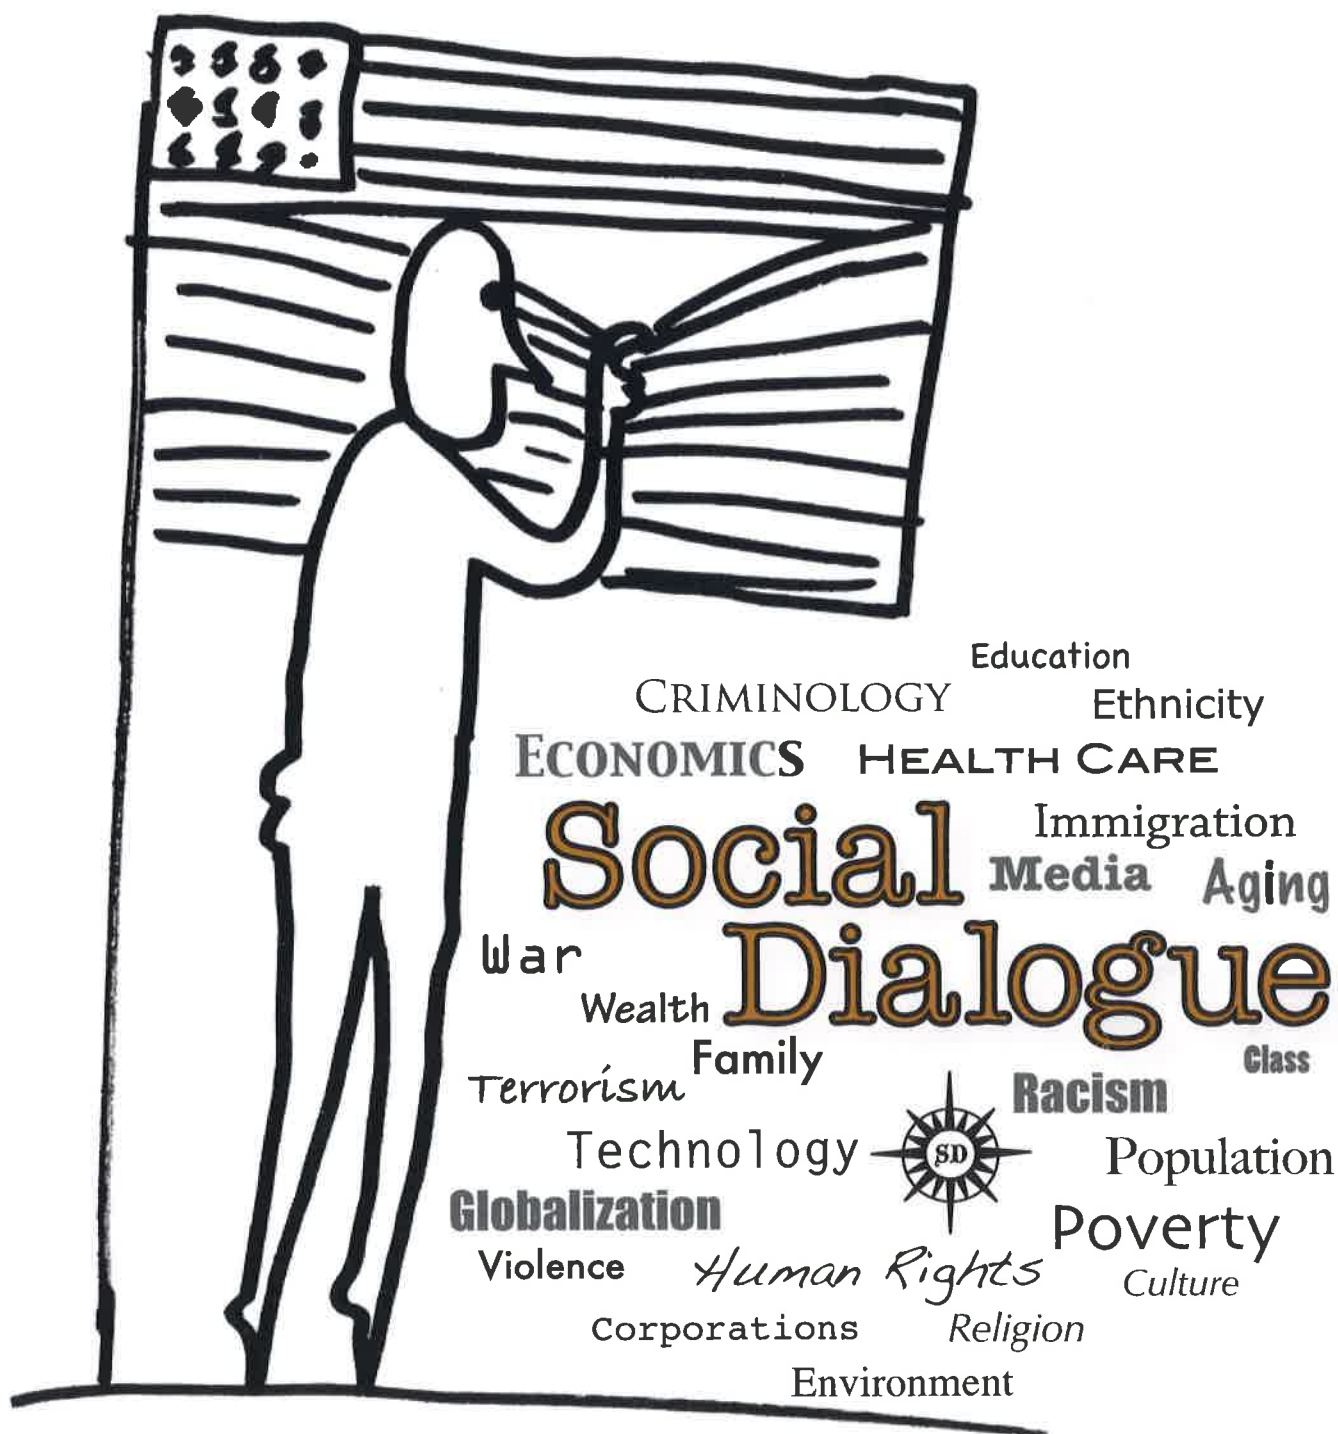 Education
CRIMINOLOGY
Ethnicity
ECONOMICS HEALTH CARE
Social
Immigration
Media Aging
War
Dialogue
Wealth
Family
Class
Terrorism
Racism
Technology
SD
Population
Globalization
Poverty
Violence
Human Rights
Culture
Corporations
Religion
Environment